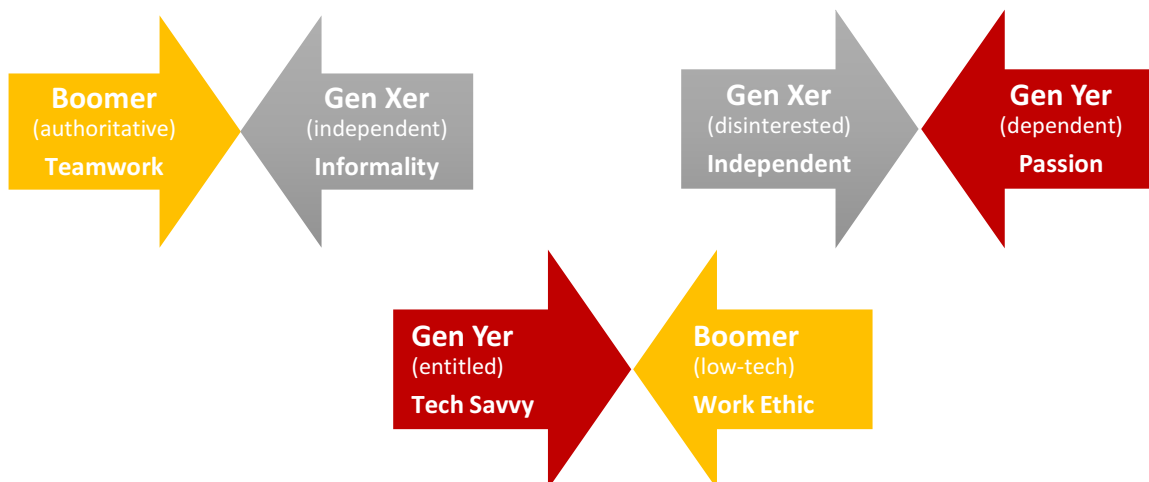 Boomer
(authoritative)
Teamwork
Gen Xer
(independent)
Informality
Gen Xer
(disinterested)
Independent
Gen Yer
(dependent)
Passion
Gen Yer
(entitled)
Tech Savvy
Boomer
(low-tech)
Work Ethic